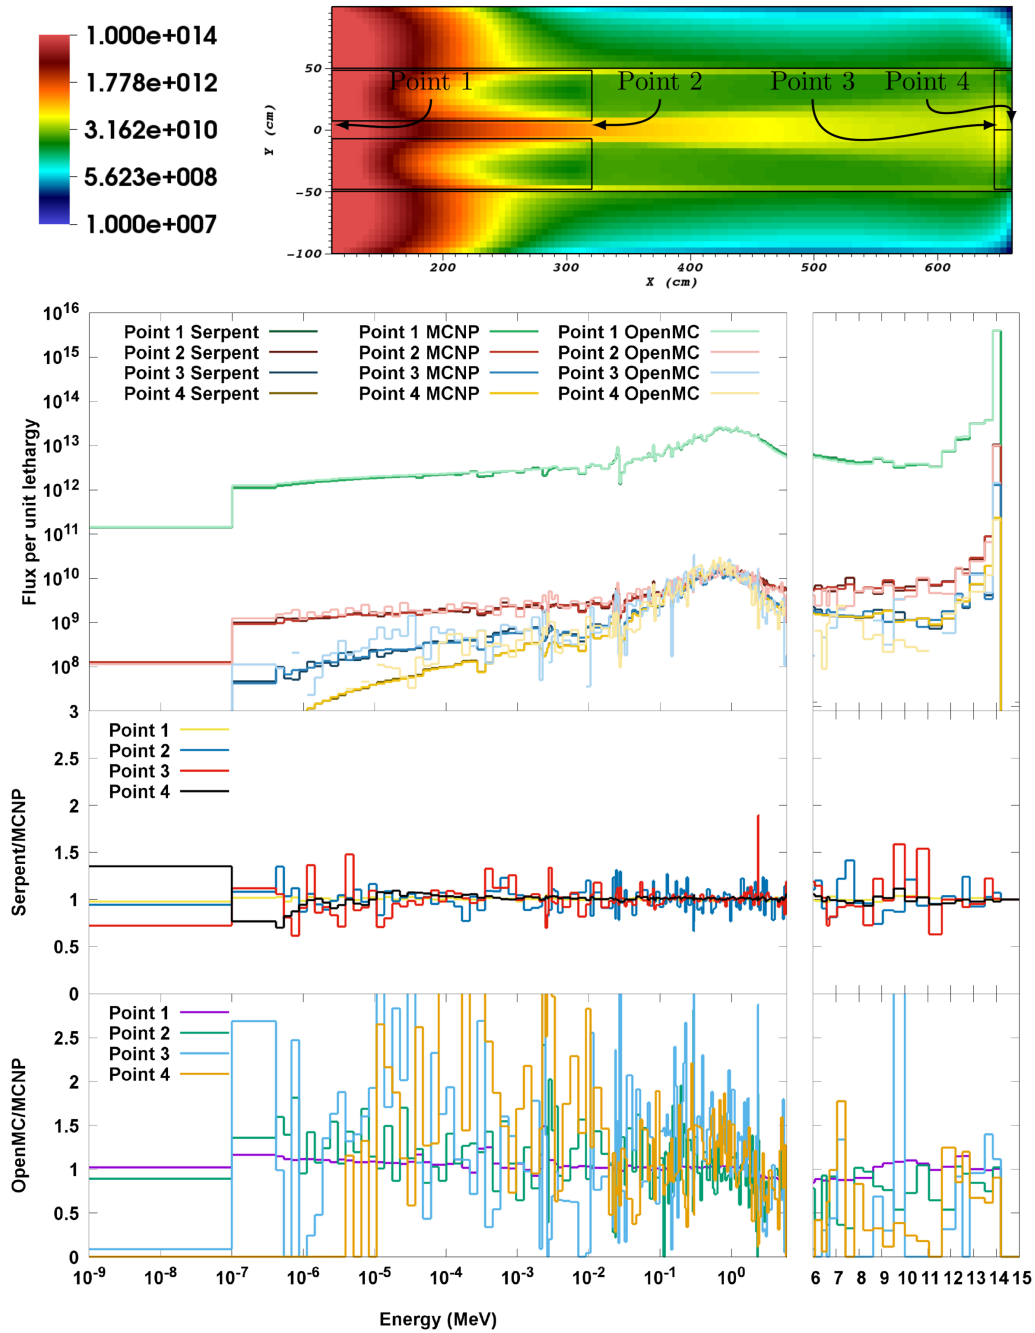 1.000e+014
1.778e+012
3.162e+010
5.623e+008
1.000e+007
Y (cm)
50
0
−50
−100
Point 1
Point 2
Point 3
Point 4
200
300
400
500
600
X (cm)
Flux per unit lethargy
10^16
10^15
10^14
10^13
10^12
10^11
10^10
10^9
10^8
Point 1 Serpent
Point 2 Serpent
Point 3 Serpent
Point 4 Serpent
Point 1 MCNP
Point 2 MCNP
Point 3 MCNP
Point 4 MCNP
Point 1 OpenMC
Point 2 OpenMC
Point 3 OpenMC
Point 4 OpenMC
Serpent/MCNP
3
2.5
2
1.5
1
0.5
0
Point 1
Point 2
Point 3
Point 4
OpenMC/MCNP
2.5
2
1.5
1
0.5
0
Point 1
Point 2
Point 3
Point 4
10^-9 10^-8 10^-7 10^-6 10^-5 10^-4 10^-3 10^-2 10^-1 10^0
6 7 8 9 10 11 12 13 14 15
Energy (MeV)